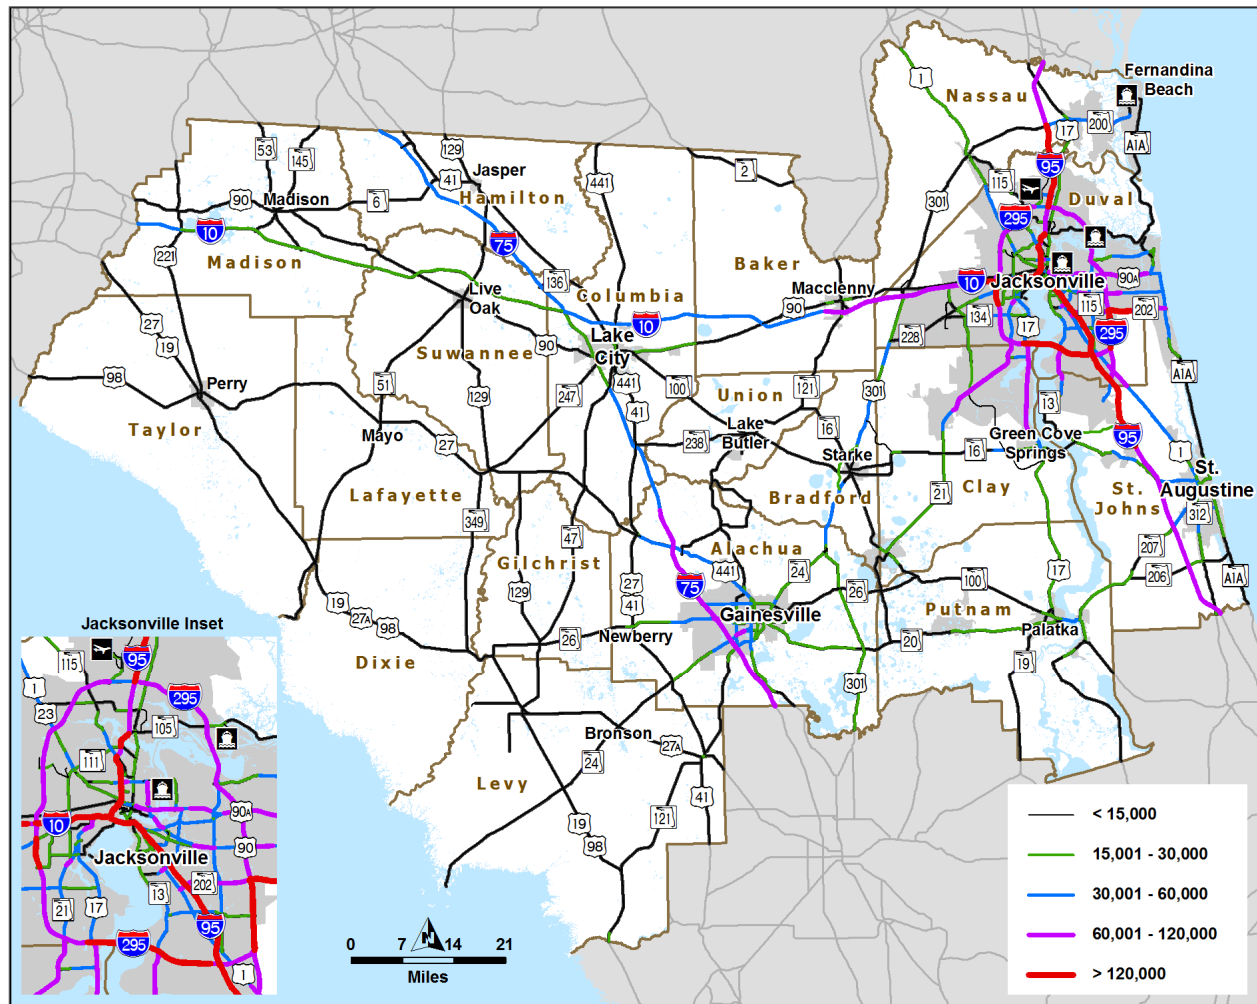 Fernandina
Beach
1
Nassau
17
200
A1A
53
145
129
Jasper
41
Hamilton
441
2
95
115
Duval
90
Madison
6
301
295
10
221
Madison
75
Baker
136
Columbia
Macclenny
10
Jacksonville
90A
Live
Oak
10
90
134
17
115
202
27
19
Lake
City
228
295
Suwannee
90
98
Perry
51
129
247
441
41
100
121
301
13
A1A
Union
Taylor
Mayo
27
238
Lake
Butler
16
Starke
16
Green Cove
Springs
95
1
St.
Augustine
Lafayette
349
Bradford
21
Clay
St.
Johns
312
47
Gilchrist
Alachua
441
24
207
206
A1A
19
27A
98
129
27
41
75
26
100
17
Gainesville
Putnam
Palatka
26
Newberry
20
19
Dixie
301
Bronson
27A
24
Levy
41
121
19
98
Jacksonville Inset
115
95
1
295
23
105
111
10
90A
90
Jacksonville
202
13
21
17
95
295
1
N
0 7 14 21
Miles
< 15,000
15,001 - 30,000
30,001 - 60,000
60,001 - 120,000
> 120,000